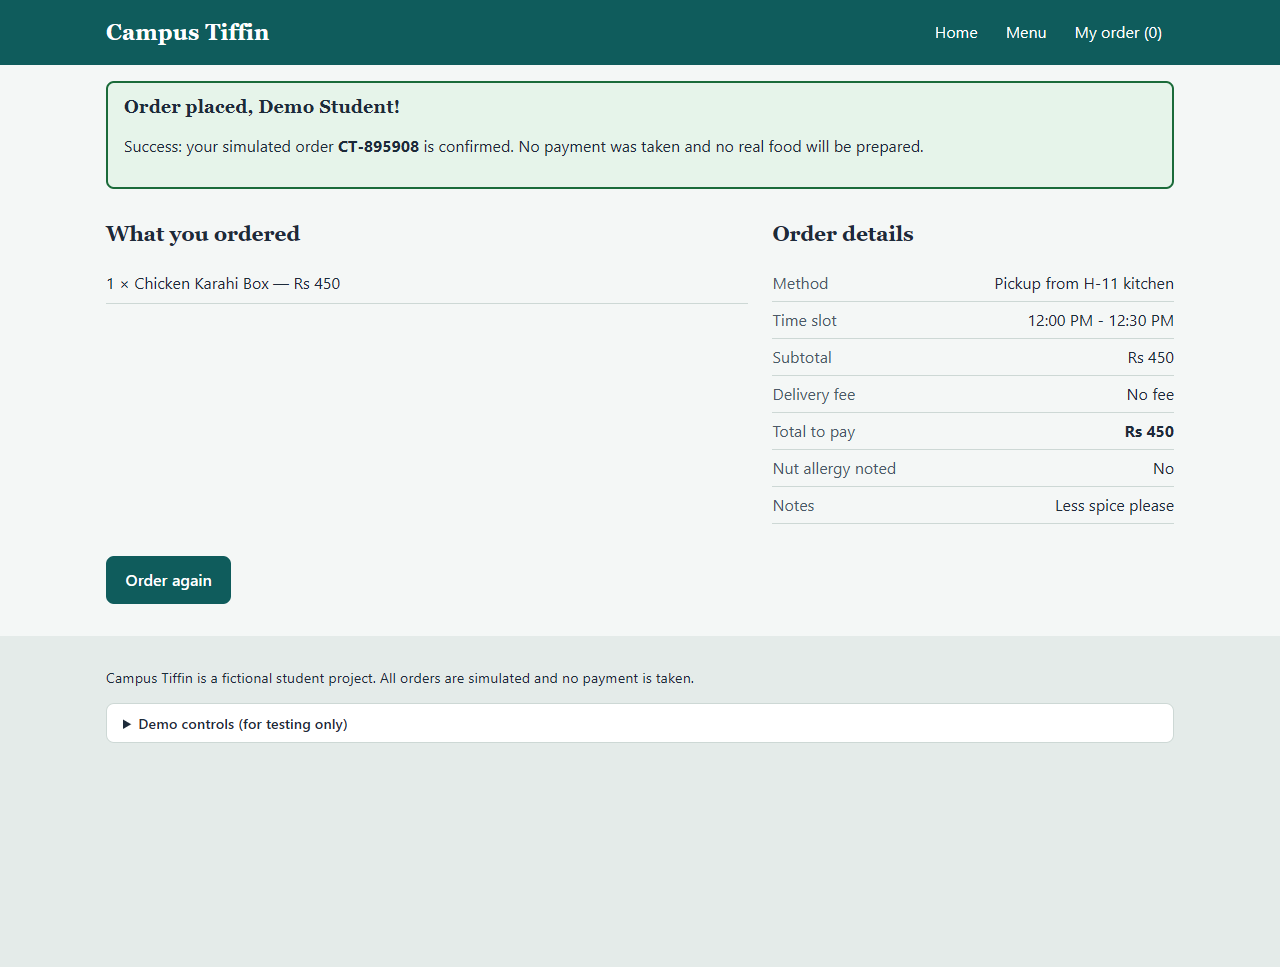 Campus Tiffin
Home Menu My order (0)
Order placed, Demo Student!
Success: your simulated order CT-895908 is confirmed. No payment was taken and no real food will be prepared.
What you ordered
1 × Chicken Karahi Box — Rs 450
Order details
Method Pickup from H-11 kitchen
Time slot 12:00 PM - 12:30 PM
Subtotal Rs 450
Delivery fee No fee
Total to pay Rs 450
Nut allergy noted No
Notes Less spice please
Order again
Campus Tiffin is a fictional student project. All orders are simulated and no payment is taken.
Demo controls (for testing only)